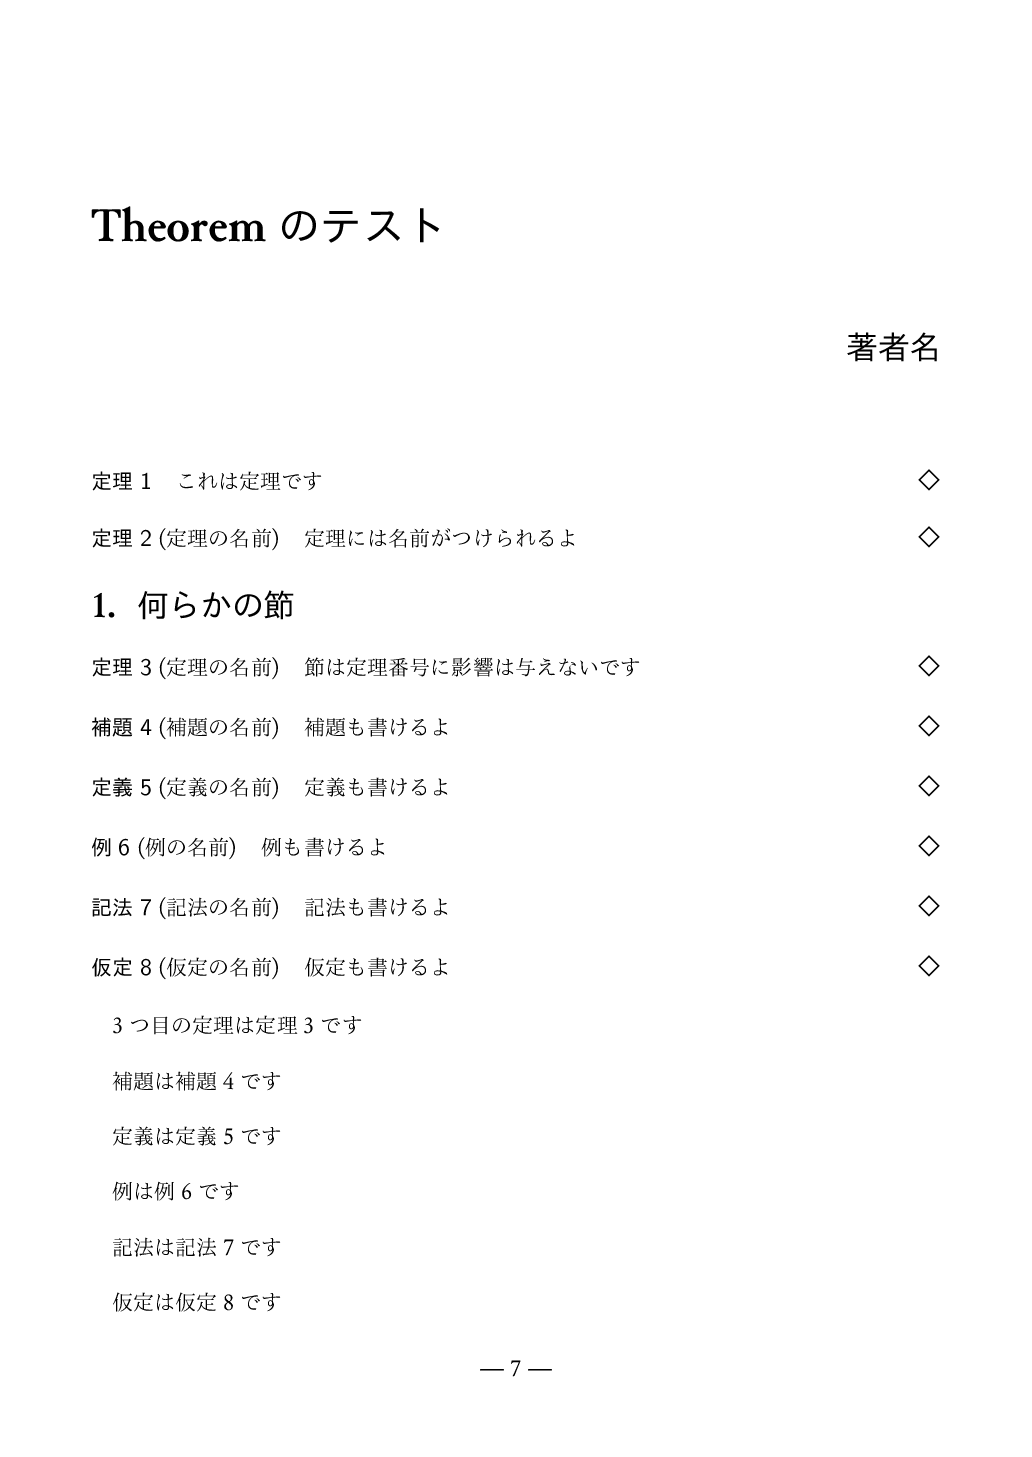 Theorem のテスト
著者名
定理 1　これは定理です ◇
定理 2 (定理の名前)　定理には名前がつけられるよ ◇
1. 何らかの節
定理 3 (定理の名前)　節は定理番号に影響は与えないです ◇
補題 4 (補題の名前)　補題も書けるよ ◇
定義 5 (定義の名前)　定義も書けるよ ◇
例 6 (例の名前)　例も書けるよ ◇
記法 7 (記法の名前)　記法も書けるよ ◇
仮定 8 (仮定の名前)　仮定も書けるよ ◇
3 つ目の定理は定理 3 です
補題は補題 4 です
定義は定義 5 です
例は例 6 です
記法は記法 7 です
仮定は仮定 8 です
— 7 —